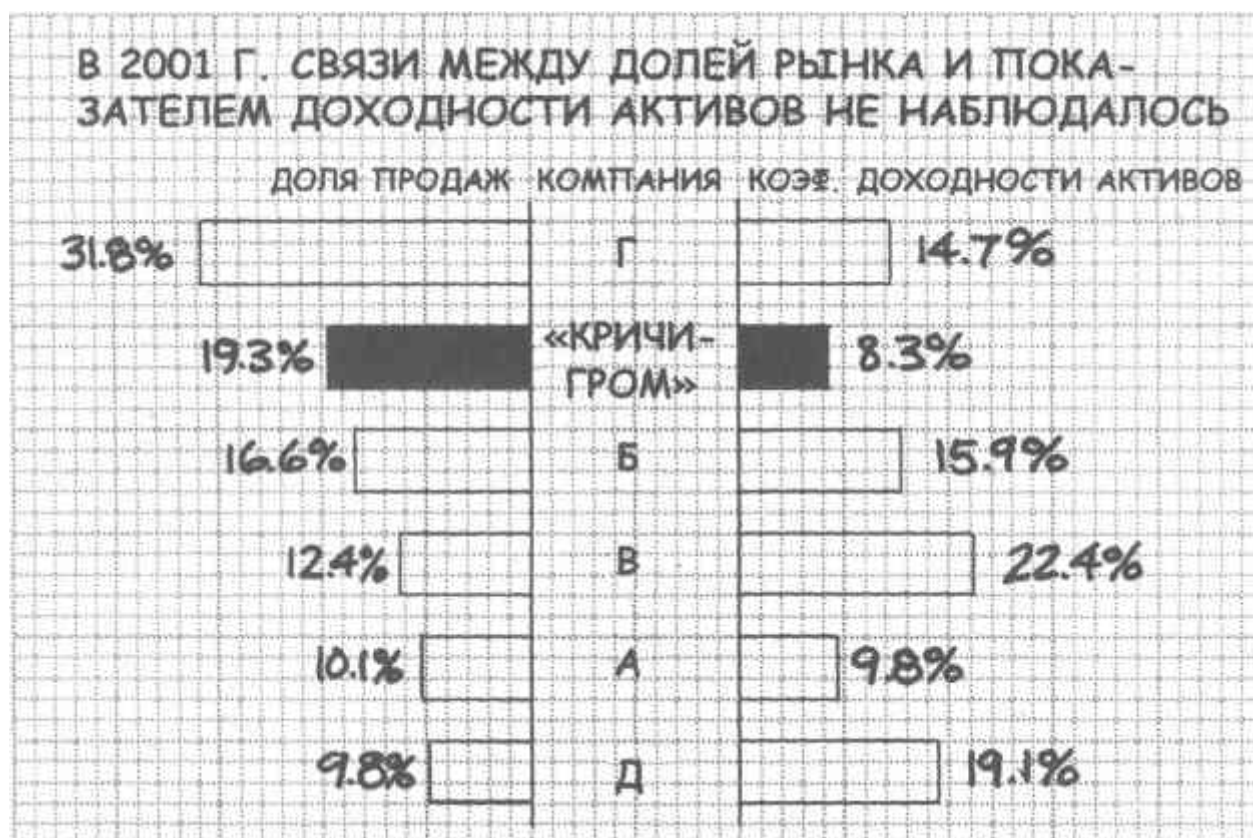 В 2001 Г. СВЯЗИ МЕЖДУ ДОЛЕЙ РЫНКА И ПОКА-
ЗАТЕЛЕМ ДОХОДНОСТИ АКТИВОВ НЕ НАБЛЮДАЛОСЬ
ДОЛЯ ПРОДАЖ КОМПАНИЯ КОЭФ. ДОХОДНОСТИ АКТИВОВ
31.8% Г 14.7%
19.3% «КРИЧИ- 8.3%
ГРОМ»
16.6% Б 15.9%
12.4% В 22.4%
10.1% А 9.8%
9.8% Д 19.1%